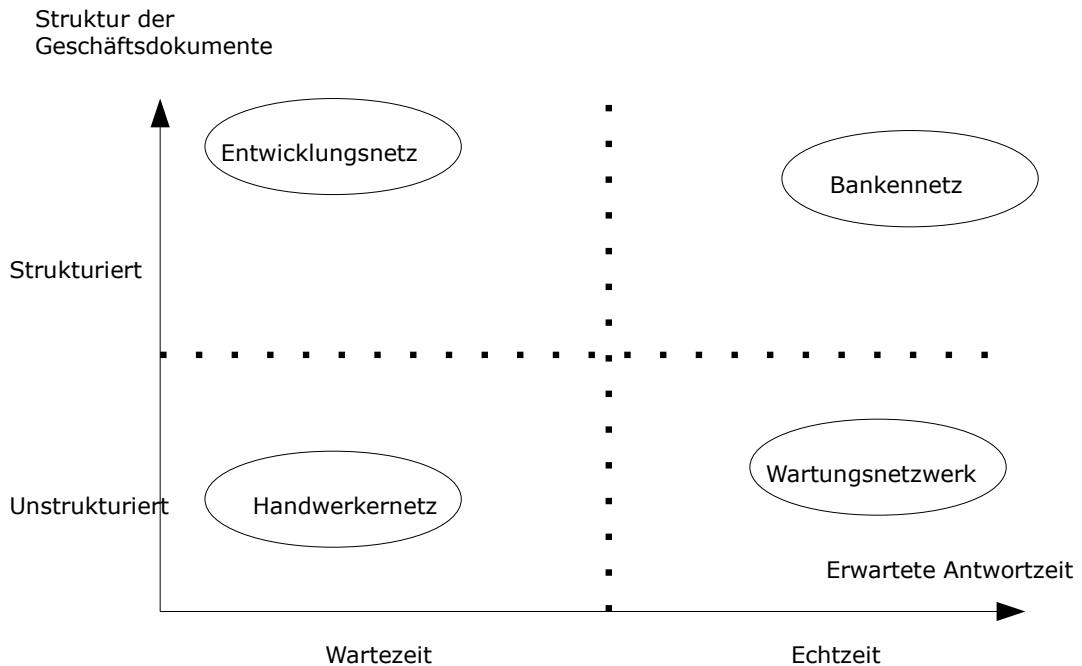 Struktur der
Geschäftsdokumente
Entwicklungsnetz
Bankennetz
Strukturiert
Wartungsnetzwerk
Unstrukturiert
Handwerkernetz
Erwartete Antwortzeit
Wartezeit
Echtzeit